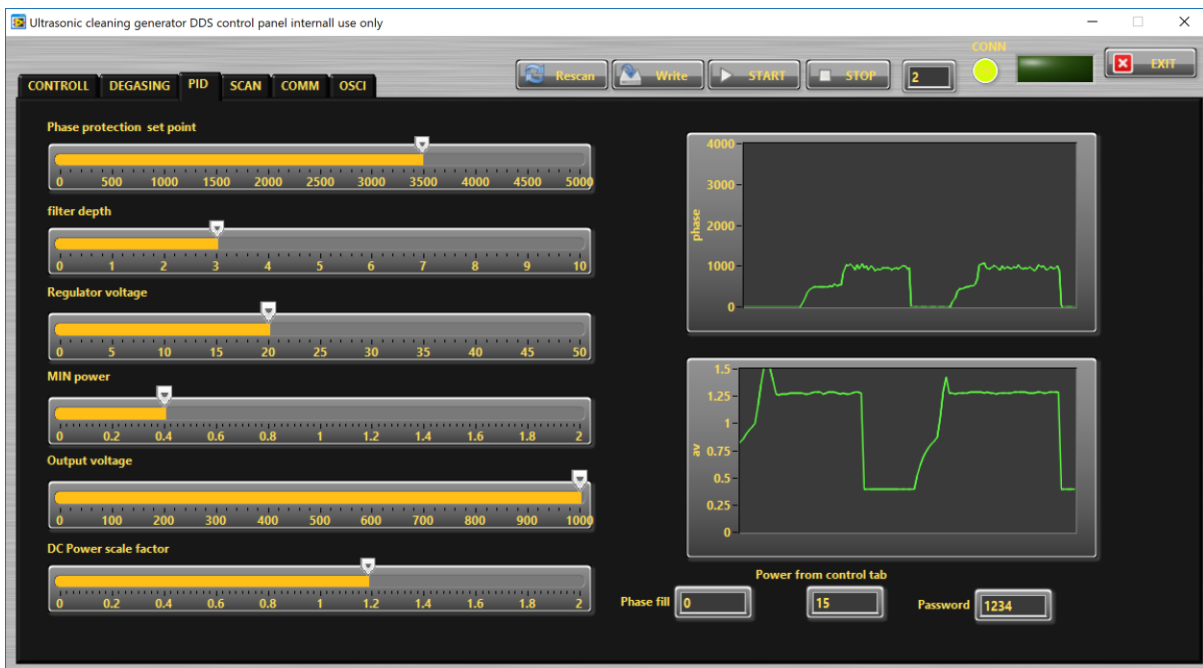 Ultrasonic cleaning generator DDS control panel internall use only
CONN
Rescan Write START STOP 2 EXIT
CONTROLL DEGASING PID SCAN COMM OSCI
Phase protection set point
0 500 1000 1500 2000 2500 3000 3500 4000 4500 5000
filter depth
0 1 2 3 4 5 6 7 8 9 10
Regulator voltage
0 5 10 15 20 25 30 35 40 45 50
MIN power
0 0.2 0.4 0.6 0.8 1 1.2 1.4 1.6 1.8 2
Output voltage
0 100 200 300 400 500 600 700 800 900 1000
DC Power scale factor
0 0.2 0.4 0.6 0.8 1 1.2 1.4 1.6 1.8 2
4000
3000
2000
1000
0
phase
1.5
1.25
1
0.75
0.5
0.25
0
av
Power from control tab
Phase fill 0 15 Password 1234